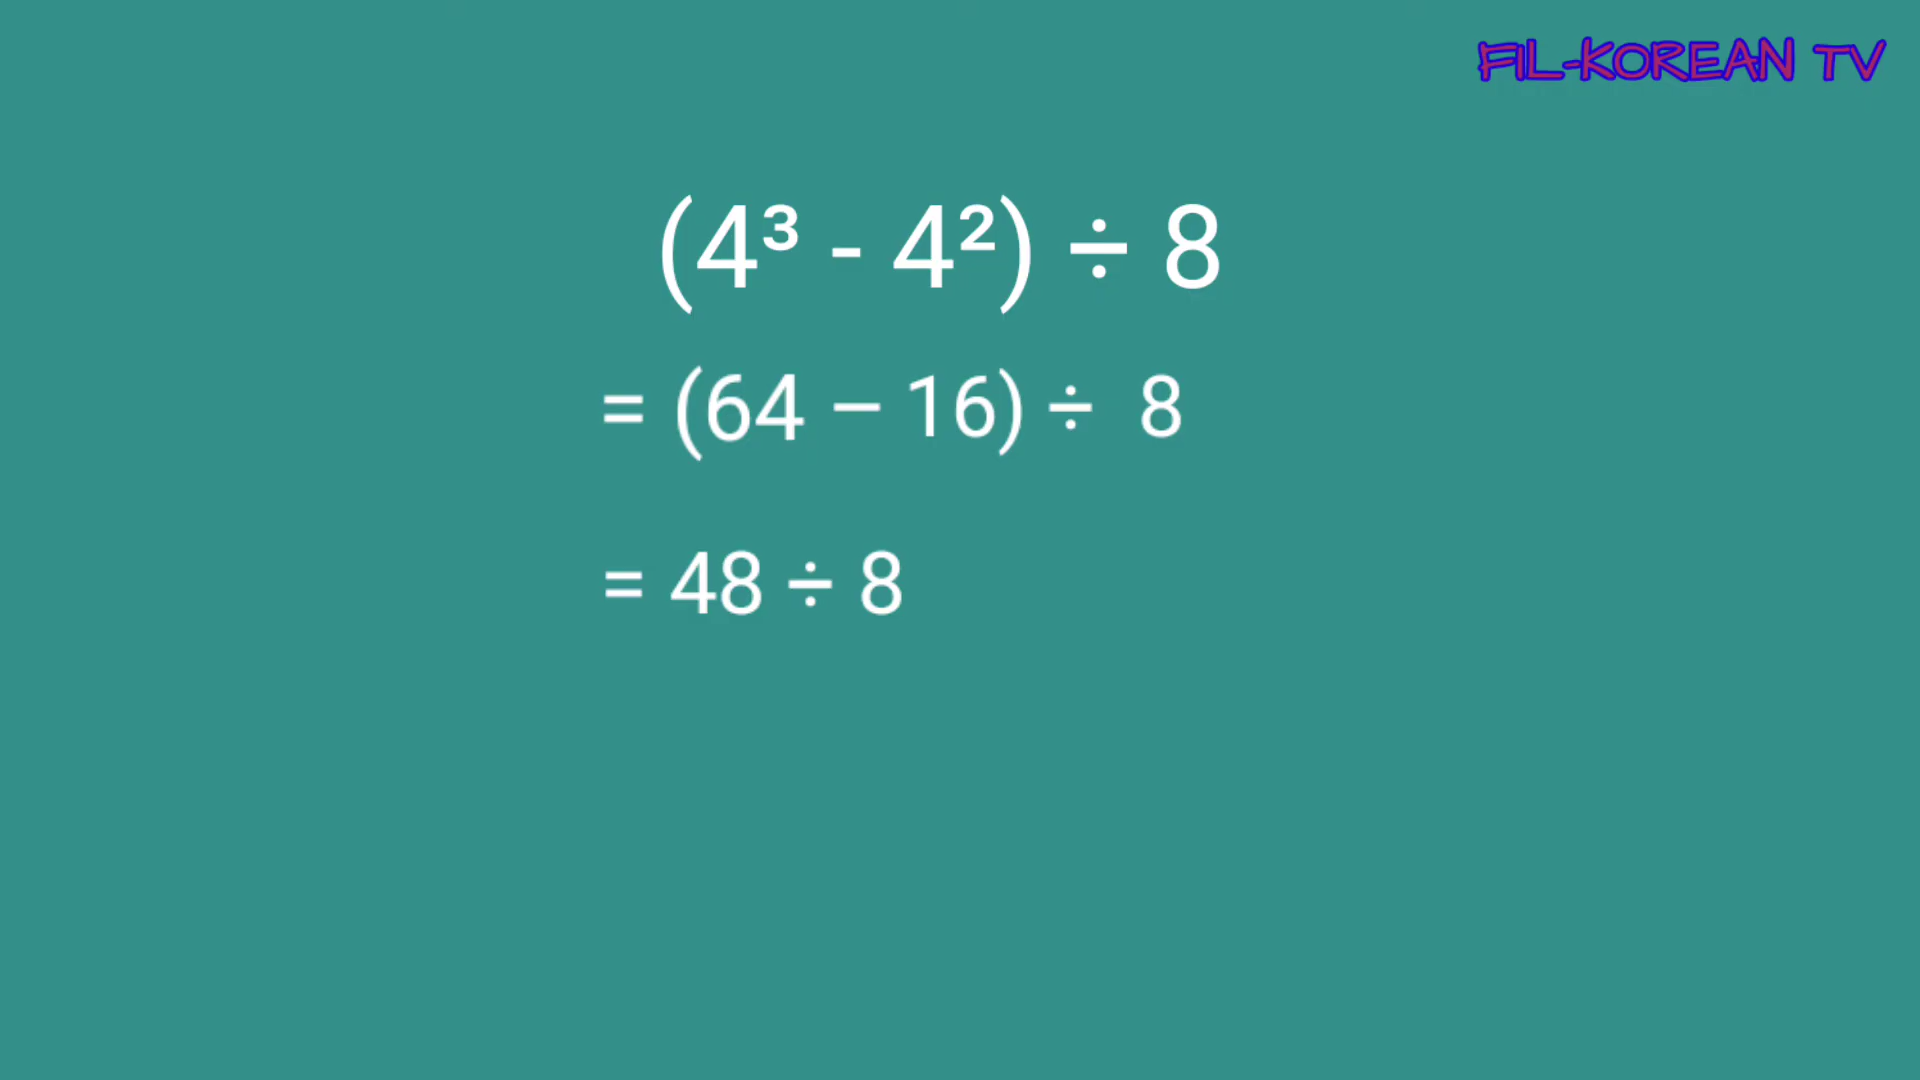 FIL-KOREAN TV
(4³ - 4²) ÷ 8
= (64 – 16) ÷ 8
= 48 ÷ 8